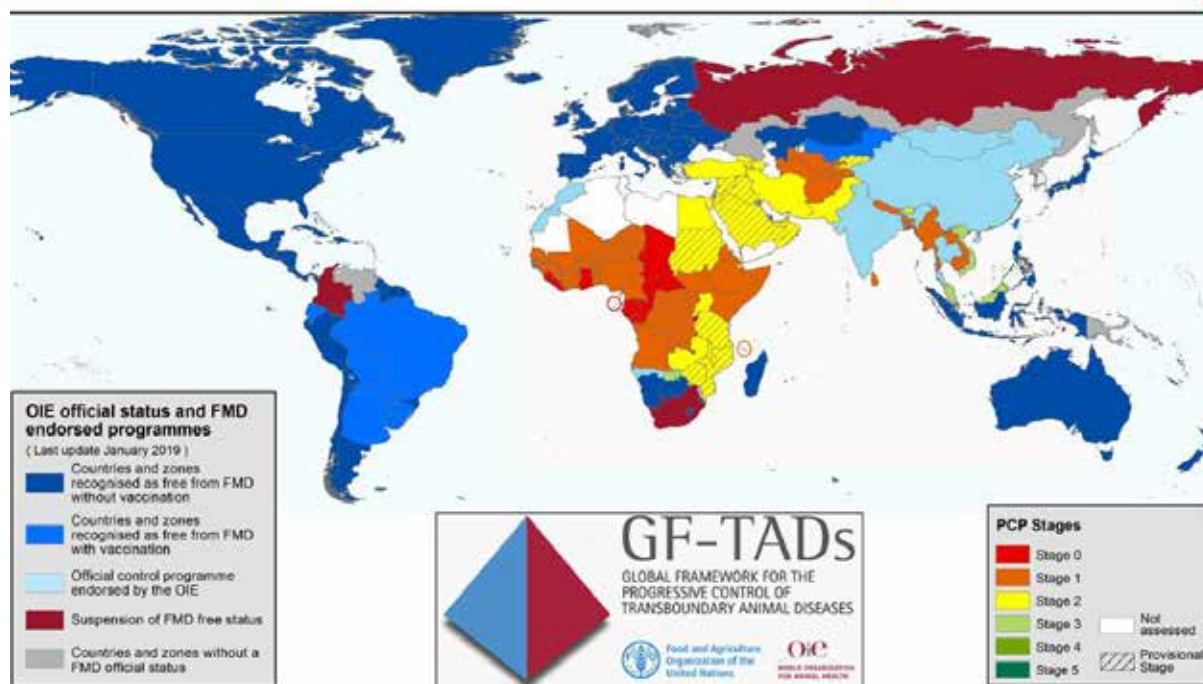 OIE official status and FMD
endorsed programmes
( Last update January 2019 )
Countries and zones
recognised as free from FMD
without vaccination
Countries and zones
recognised as free from FMD
with vaccination
Official control programme
endorsed by the OIE
Suspension of FMD free status
Countries and zones without a
FMD official status
GF-TADs
GLOBAL FRAMEWORK FOR THE
PROGRESSIVE CONTROL OF
TRANSBOUNDARY ANIMAL DISEASES
Food and Agriculture
Organization of the
United Nations
Oie
WORLD ORGANISATION
FOR ANIMAL HEALTH
PCP Stages
Stage 0
Stage 1
Stage 2
Stage 3
Stage 4
Stage 5
Not
assessed
Provisional
Stage